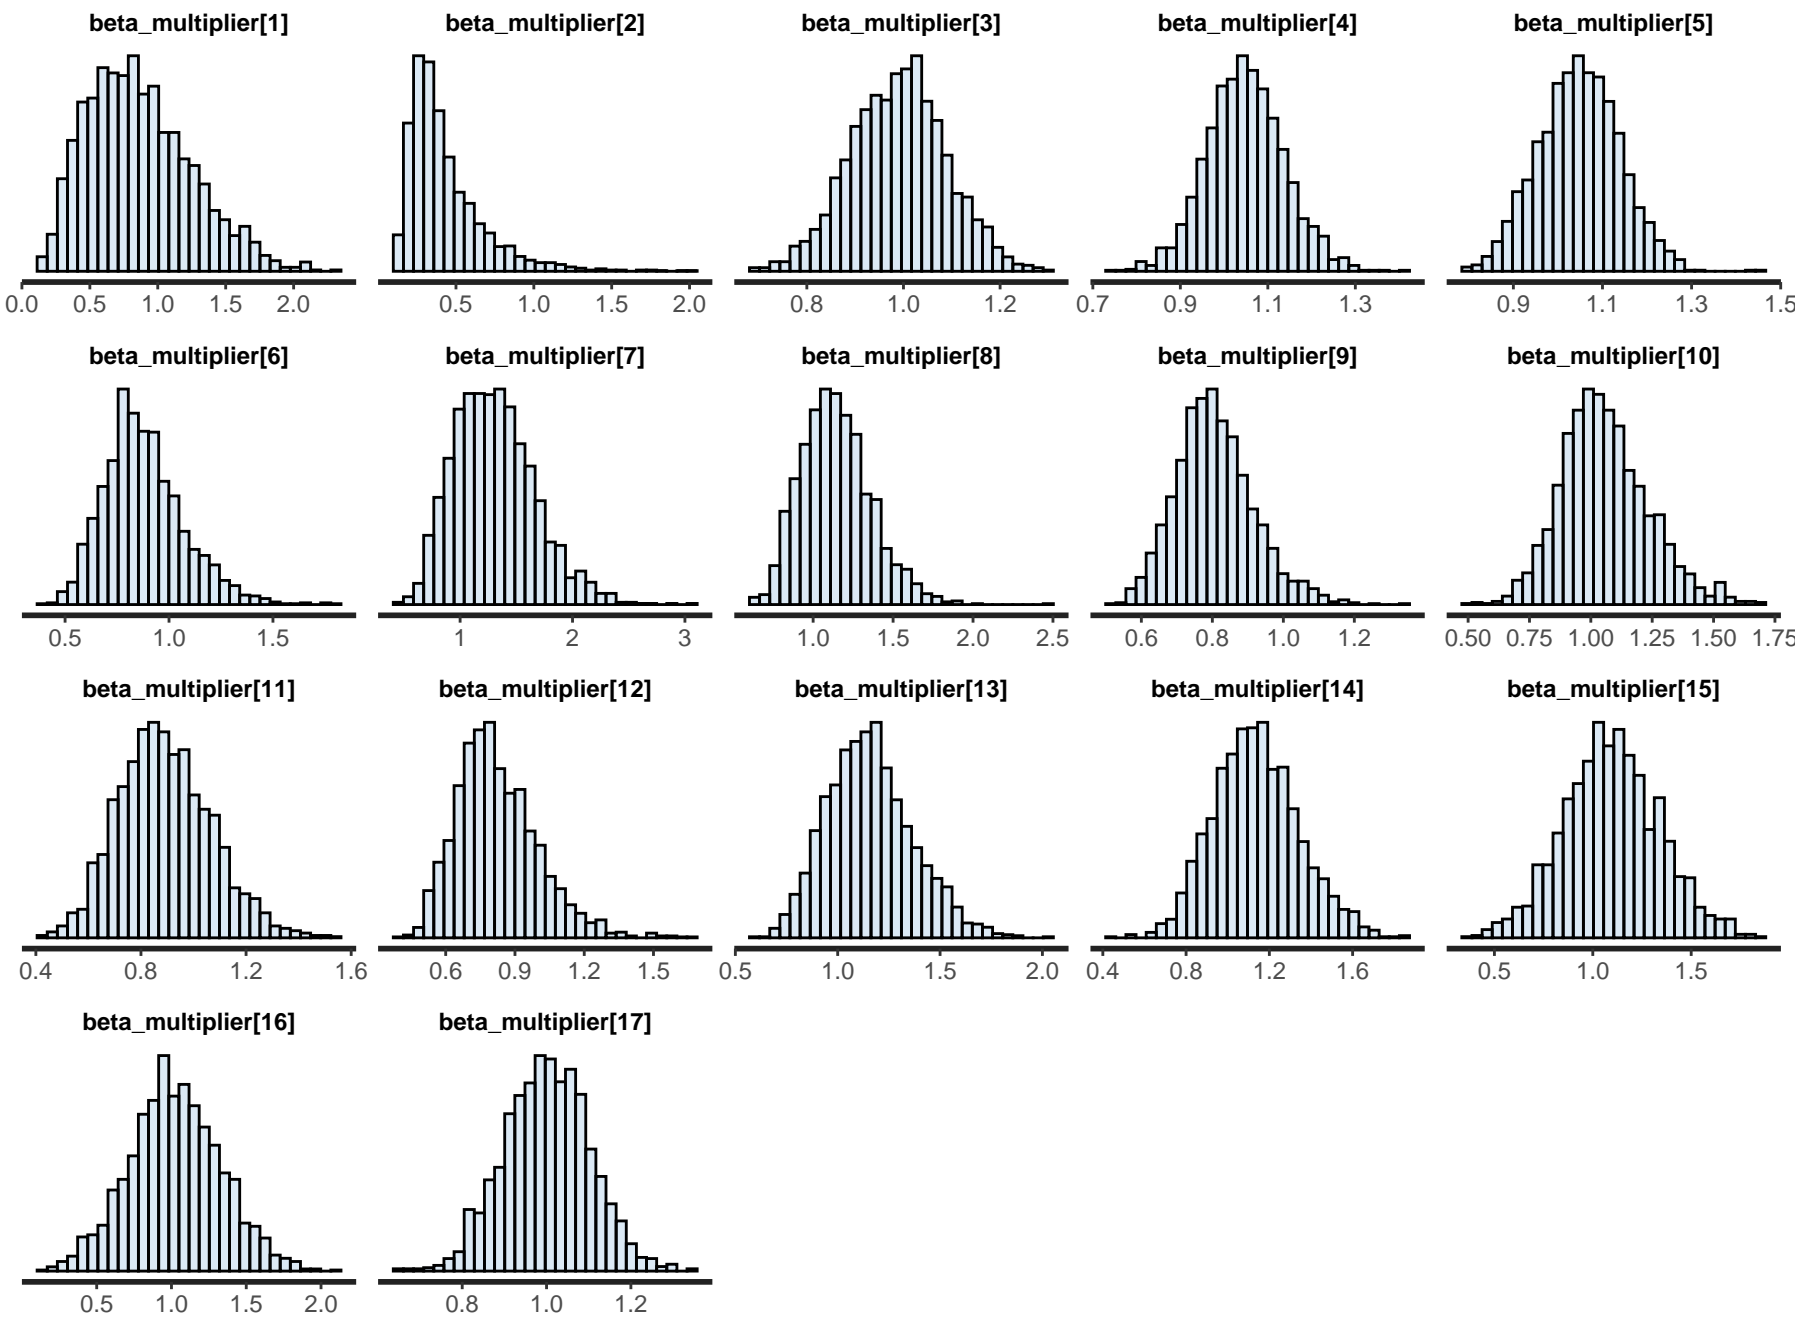 beta_multiplier[1] beta_multiplier[2] beta_multiplier[3] beta_multiplier[4] beta_multiplier[5]
0.0 0.5 1.0 1.5 2.0 0.5 1.0 1.5 2.0 0.8 1.0 1.2 0.7 0.9 1.1 1.3 0.9 1.1 1.3 1.5
beta_multiplier[6] beta_multiplier[7] beta_multiplier[8] beta_multiplier[9] beta_multiplier[10]
0.5 1.0 1.5 1 2 3 1.0 1.5 2.0 2.5 0.6 0.8 1.0 1.2 0.50 0.75 1.00 1.25 1.50 1.75
beta_multiplier[11] beta_multiplier[12] beta_multiplier[13] beta_multiplier[14] beta_multiplier[15]
0.4 0.8 1.2 1.6 0.6 0.9 1.2 1.5 0.5 1.0 1.5 2.0 0.4 0.8 1.2 1.6 0.5 1.0 1.5
beta_multiplier[16] beta_multiplier[17]
0.5 1.0 1.5 2.0 0.8 1.0 1.2